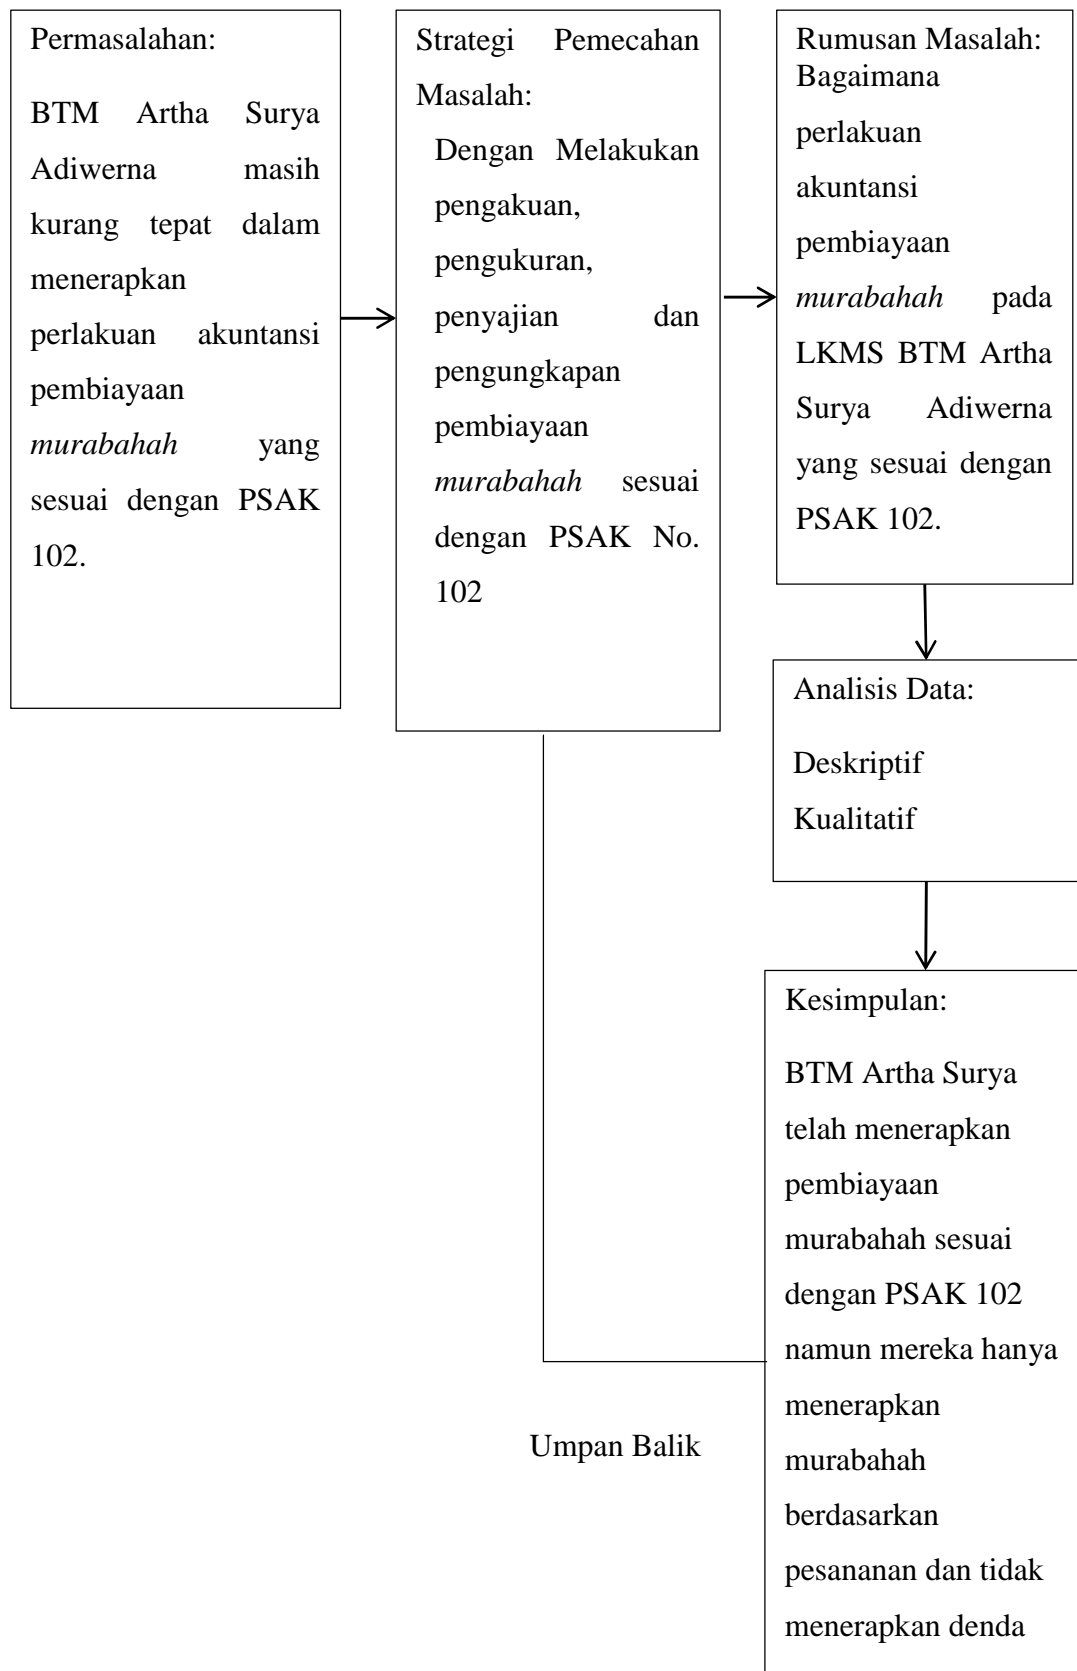 Permasalahan:
BTM Artha Surya
Adiwerna masih
kurang tepat dalam
menerapkan
perlakuan akuntansi
pembiayaan
murabahah yang
sesuai dengan PSAK
102.
Strategi Pemecahan
Masalah:
Dengan Melakukan
pengakuan,
pengukuran,
penyajian dan
pengungkapan
pembiayaan
murabahah sesuai
dengan PSAK No.
102
Rumusan Masalah:
Bagaimana
perlakuan
akuntansi
pembiayaan
murabahah pada
LKMS BTM Artha
Surya Adiwerna
yang sesuai dengan
PSAK 102.
Analisis Data:
Deskriptif
Kualitatif
Kesimpulan:
BTM Artha Surya
telah menerapkan
pembiayaan
murabahah sesuai
dengan PSAK 102
namun mereka hanya
menerapkan
murabahah
berdasarkan
pesananan dan tidak
menerapkan denda
Umpan Balik